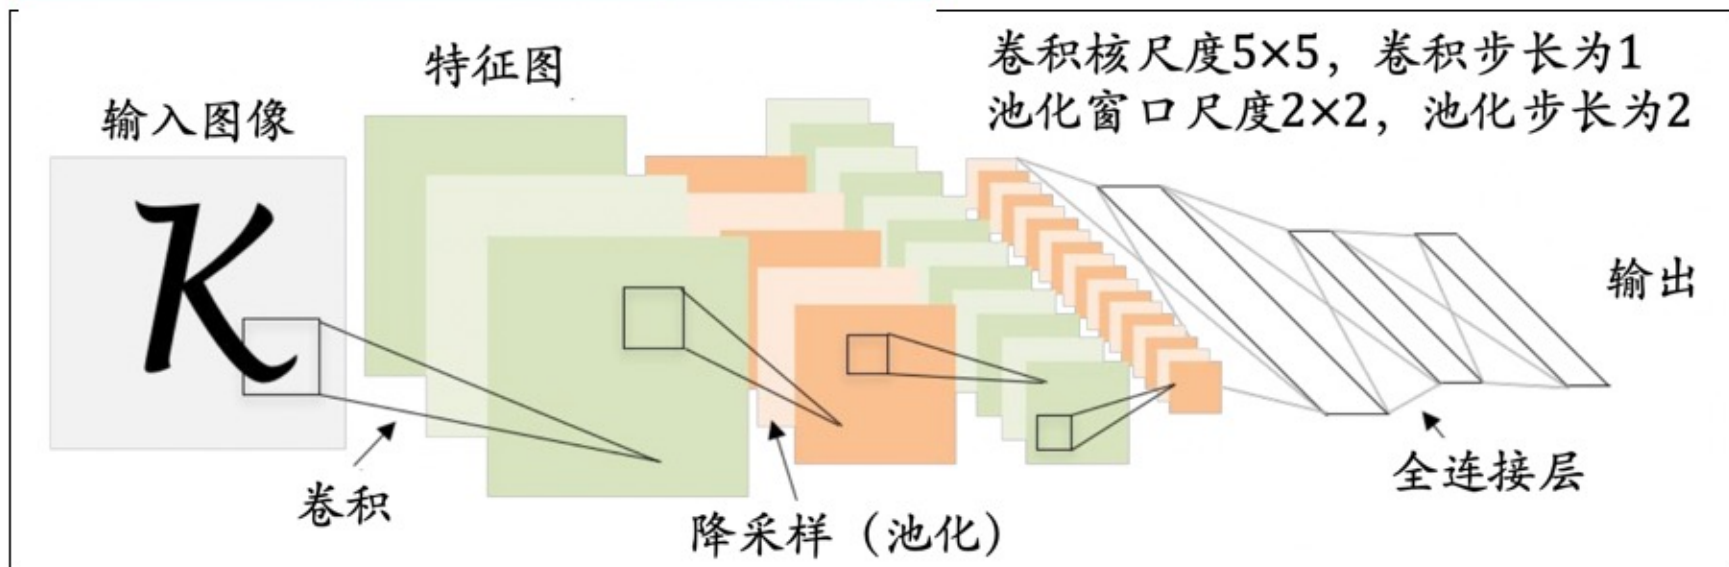 卷积核尺度5×5，卷积步长为1
池化窗口尺度2×2，池化步长为2
特征图
输入图像
K
输出
卷积
降采样（池化）
全连接层